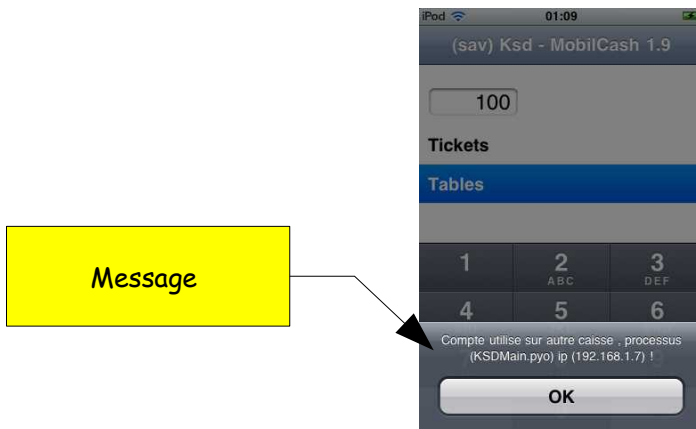 iPod 01:09
(sav) Ksd - MobilCash 1.9
100
Tickets
Tables
1 2 3
ABC DEF
4 5 6
Message
Compte utilise sur autre caisse , processus
(KSDMain.pyo) ip (192.168.1.7) !
OK